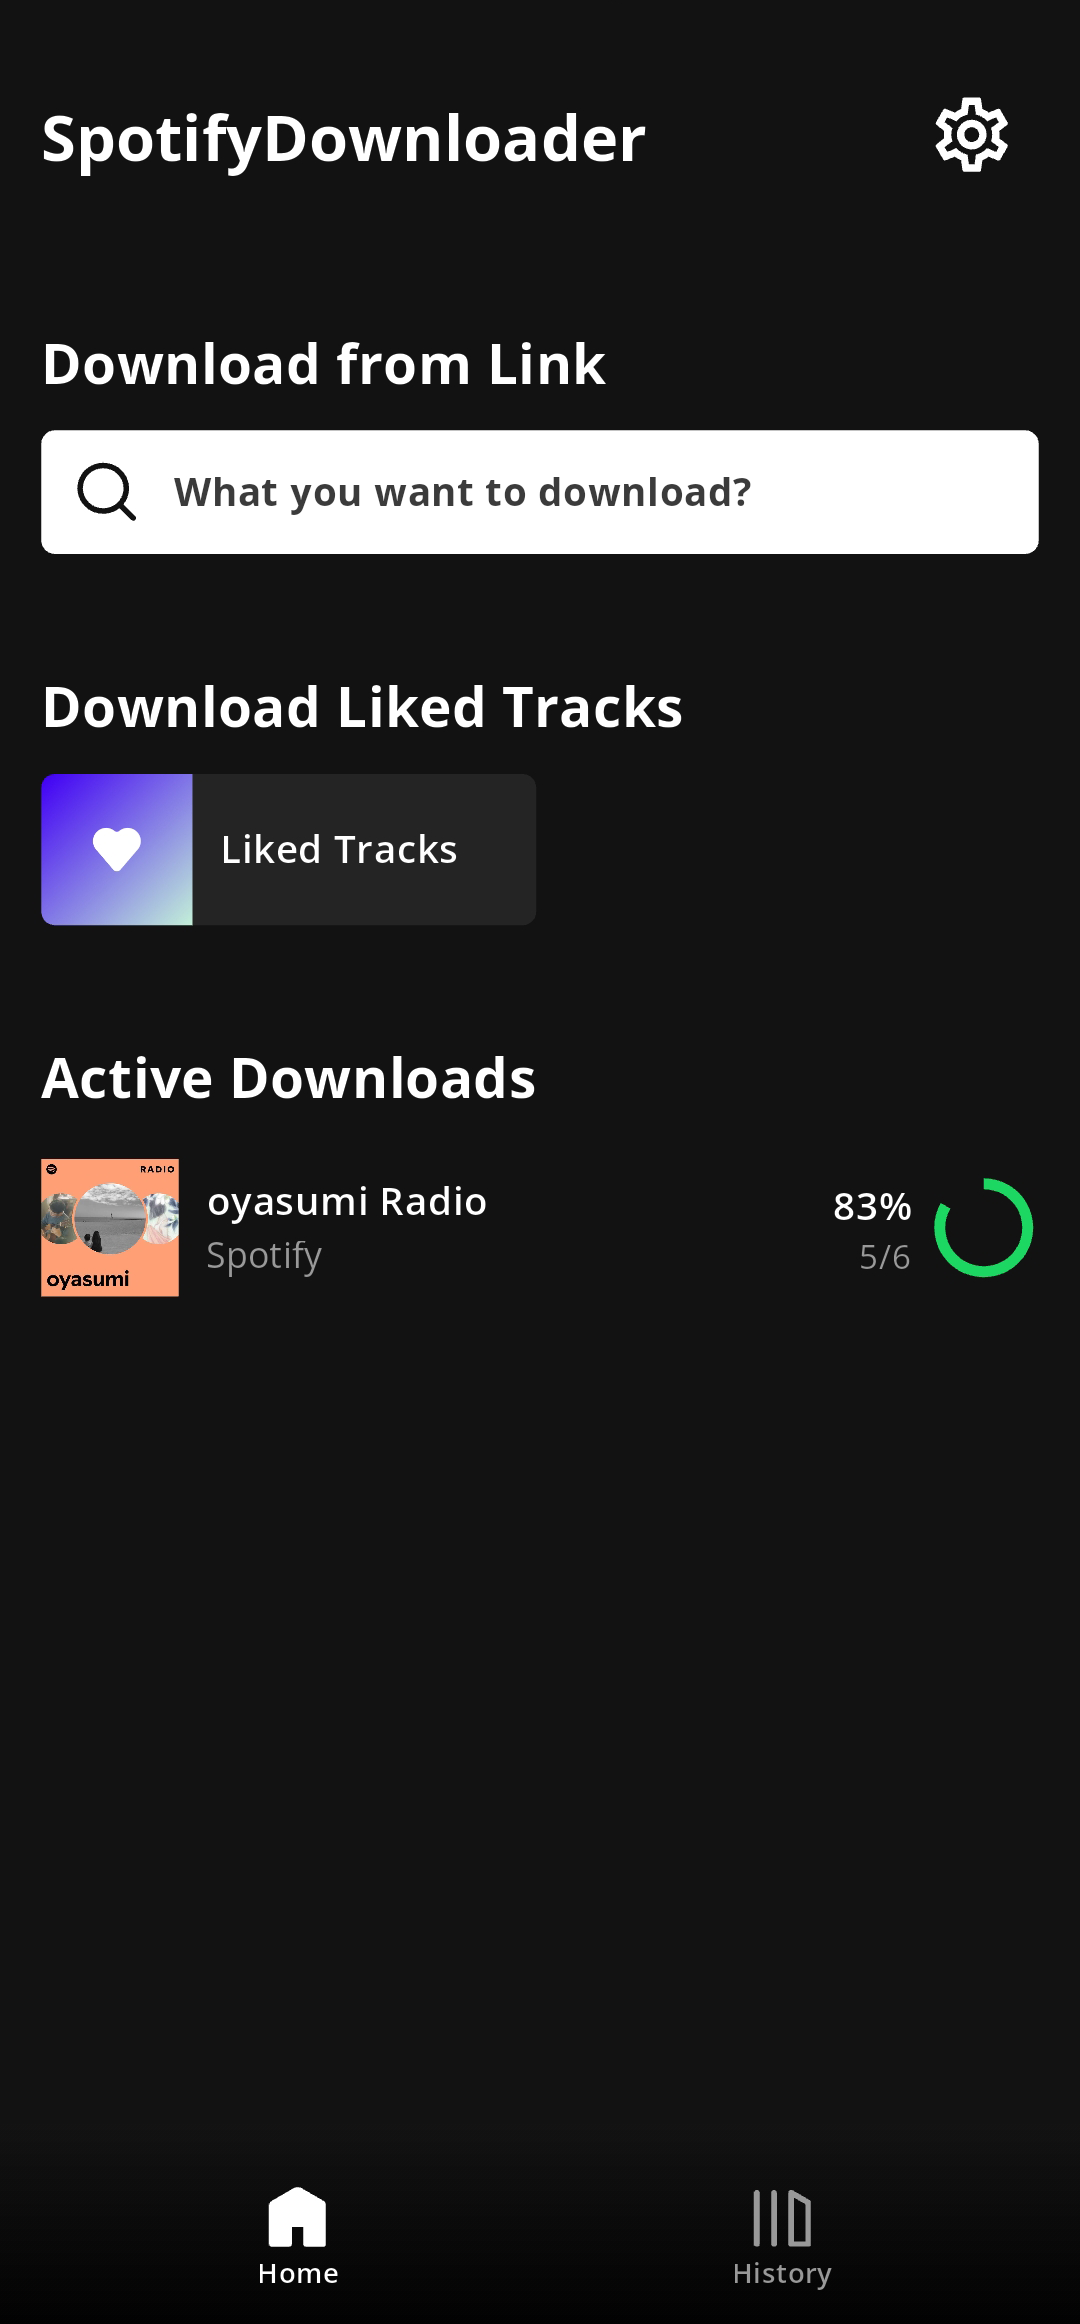 SpotifyDownloader
Download from Link
What you want to download?
Download Liked Tracks
Liked Tracks
Active Downloads
RADIO
oyasumi
oyasumi Radio
Spotify
83%
5/6
Home
History